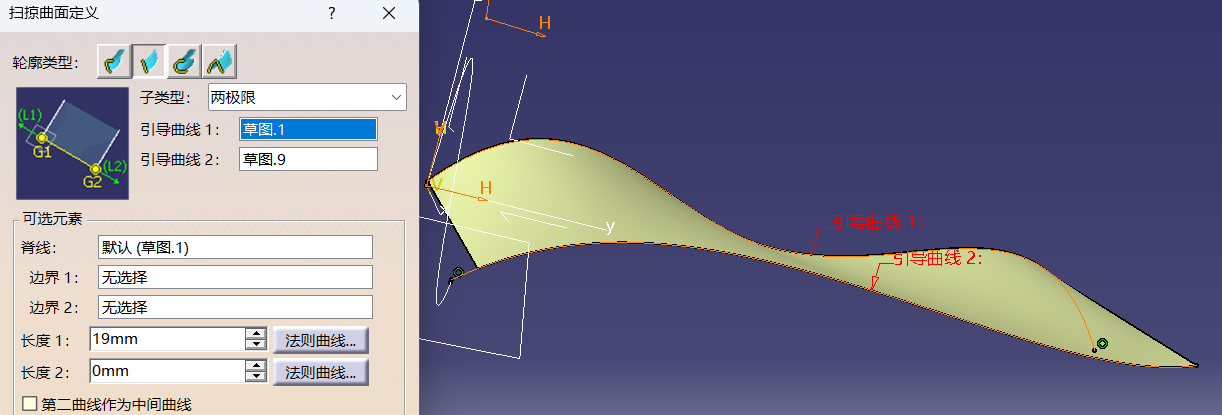 扫掠曲面定义
?
轮廓类型:
子类型: 两极限
(L1)
G1
(L2)
G2
引导曲线 1: 草图.1
引导曲线 2: 草图.9
可选元素
脊线: 默认 (草图.1)
边界 1: 无选择
边界 2: 无选择
长度 1: 19mm 法则曲线...
长度 2: 0mm 法则曲线...
第二曲线作为中间曲线
H
V
H
y
引导曲线 1:
引导曲线 2: